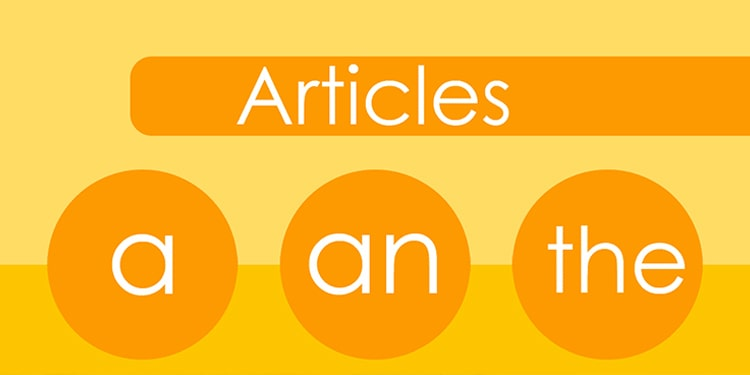 Articles
a an the